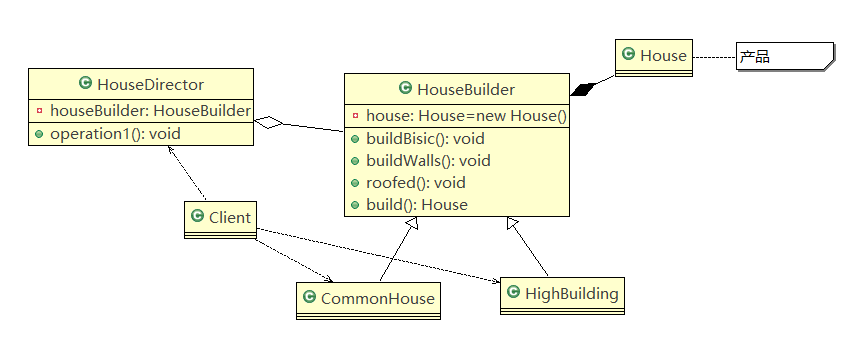 House
产品
HouseDirector
houseBuilder: HouseBuilder
operation1(): void
HouseBuilder
house: House=new House()
buildBisic(): void
buildWalls(): void
roofed(): void
build(): House
Client
CommonHouse
HighBuilding